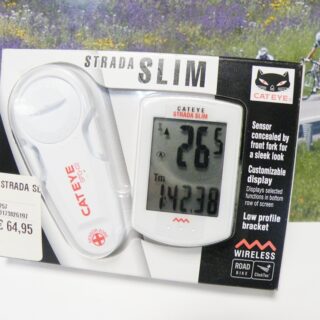 STRADA SLIM
CATEYE
Sensor
concealed by
front fork for
a sleek look
Customizable
display
Displays selected
functions in bottom
row of screen
Low profile
bracket
WIRELESS
ROAD
BIKE
CATEYE
STRADA SLIM
26.5
Tm
1:42.38
CATEYE
STRADA SL
€ 64,95